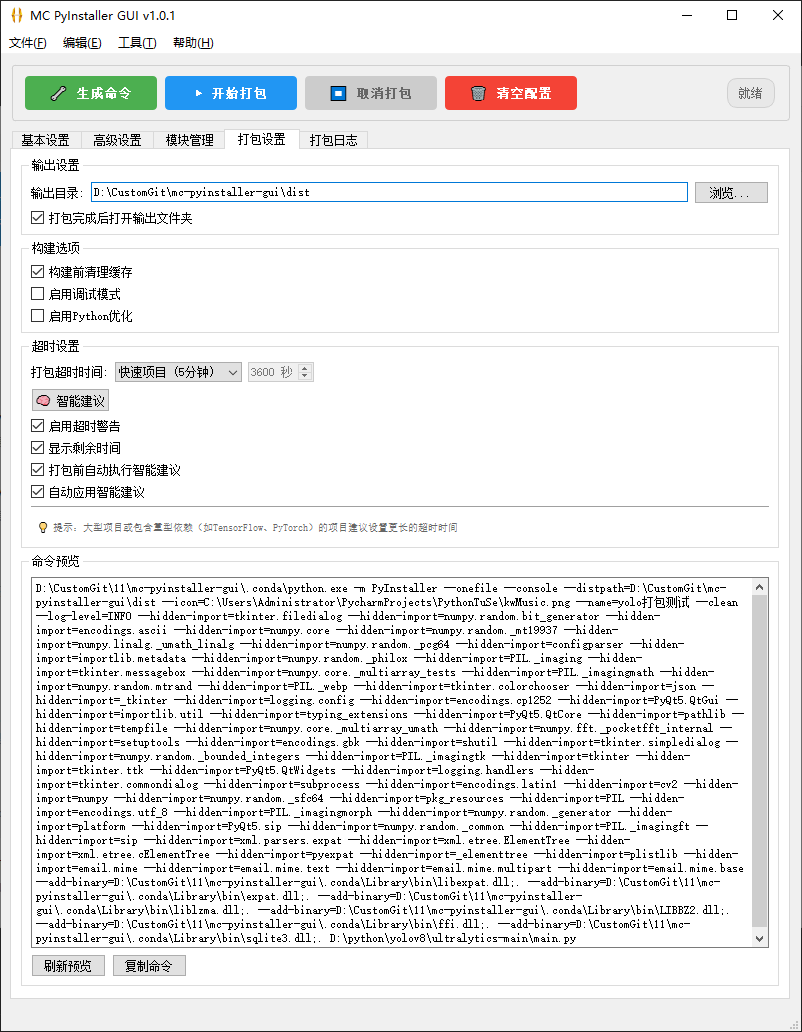 MC PyInstaller GUI v1.0.1
文件(F) 编辑(E) 工具(T) 帮助(H)
生成命令 开始打包 取消打包 清空配置 就绪
基本设置 高级设置 模块管理 打包设置 打包日志
输出设置
输出目录: D:\CustomGit\mc-pyinstaller-gui\dist 浏览...
打包完成后打开输出文件夹
构建选项
构建前清理缓存
启用调试模式
启用Python优化
超时设置
打包超时时间: 快速项目 (5分钟) 3600 秒
智能建议
启用超时警告
显示剩余时间
打包前自动执行智能建议
自动应用智能建议
提示: 大型项目或包含重型依赖（如TensorFlow、PyTorch）的项目建议设置更长的超时时间
命令预览
D:\CustomGit\11\mc-pyinstaller-gui\.conda\python.exe -m PyInstaller --onefile --console --distpath=D:\CustomGit\mc-
pyinstaller-gui\dist --icon=C:\Users\Administrator\PycharmProjects\PythonTuSe\kwMusic.png --name=yolo打包测试 --clean
--log-level=INFO --hidden-import=tkinter.filedialog --hidden-import=numpy.random.bit_generator --hidden-
import=encodings.ascii --hidden-import=numpy.core --hidden-import=numpy.random._mt19937 --hidden-
import=numpy.linalg._umath_linalg --hidden-import=numpy.random._pcg64 --hidden-import=configparser --hidden-
import=importlib.metadata --hidden-import=numpy.random._philox --hidden-import=PIL._imaging --hidden-
import=tkinter.messagebox --hidden-import=numpy.core._multiarray_tests --hidden-import=PIL._imagingmath --hidden-
import=numpy.random.mtrand --hidden-import=PIL._webp --hidden-import=tkinter.colorchooser --hidden-import=json --
hidden-import=_tkinter --hidden-import=logging.config --hidden-import=encodings.cp1252 --hidden-import=PyQt5.QtGui --
hidden-import=importlib.util --hidden-import=typing_extensions --hidden-import=PyQt5.QtCore --hidden-import=pathlib --
hidden-import=tempfile --hidden-import=numpy.core._multiarray_umath --hidden-import=numpy.fft._pocketfft_internal --
hidden-import=setuptools --hidden-import=encodings.gbk --hidden-import=shutil --hidden-import=tkinter.simpledialog --
hidden-import=numpy.random._bounded_integers --hidden-import=PIL._imagingtk --hidden-import=tkinter --hidden-
import=tkinter.ttk --hidden-import=PyQt5.QtWidgets --hidden-import=logging.handlers --hidden-
import=tkinter.commondialog --hidden-import=subprocess --hidden-import=encodings.latin1 --hidden-import=cv2 --hidden-
import=numpy --hidden-import=numpy.random._sfc64 --hidden-import=pkg_resources --hidden-import=PIL --hidden-
import=encodings.utf_8 --hidden-import=PIL._imagingmorph --hidden-import=numpy.random._generator --hidden-
import=platform --hidden-import=PyQt5.sip --hidden-import=numpy.random._common --hidden-import=PIL._imagingft --
hidden-import=sip --hidden-import=xml.parsers.expat --hidden-import=xml.etree.ElementTree --hidden-
import=xml.etree.cElementTree --hidden-import=pyexpat --hidden-import=_elementtree --hidden-import=plistlib --hidden-
import=email.mime --hidden-import=email.mime.text --hidden-import=email.mime.multipart --hidden-import=email.mime.base
--add-binary=D:\CustomGit\11\mc-pyinstaller-gui\.conda\Library\bin\libexpat.dll;. --add-binary=D:\CustomGit\11\mc-
pyinstaller-gui\.conda\Library\bin\expat.dll;. --add-binary=D:\CustomGit\11\mc-pyinstaller-
gui\.conda\Library\bin\liblzma.dll;. --add-binary=D:\CustomGit\11\mc-pyinstaller-gui\.conda\Library\bin\LIBBZ2.dll;.
--add-binary=D:\CustomGit\11\mc-pyinstaller-gui\.conda\Library\bin\ffi.dll;. --add-binary=D:\CustomGit\11\mc-
pyinstaller-gui\.conda\Library\bin\sqlite3.dll;. D:\python\yolov8\ultralytics-main\main.py
刷新预览 复制命令